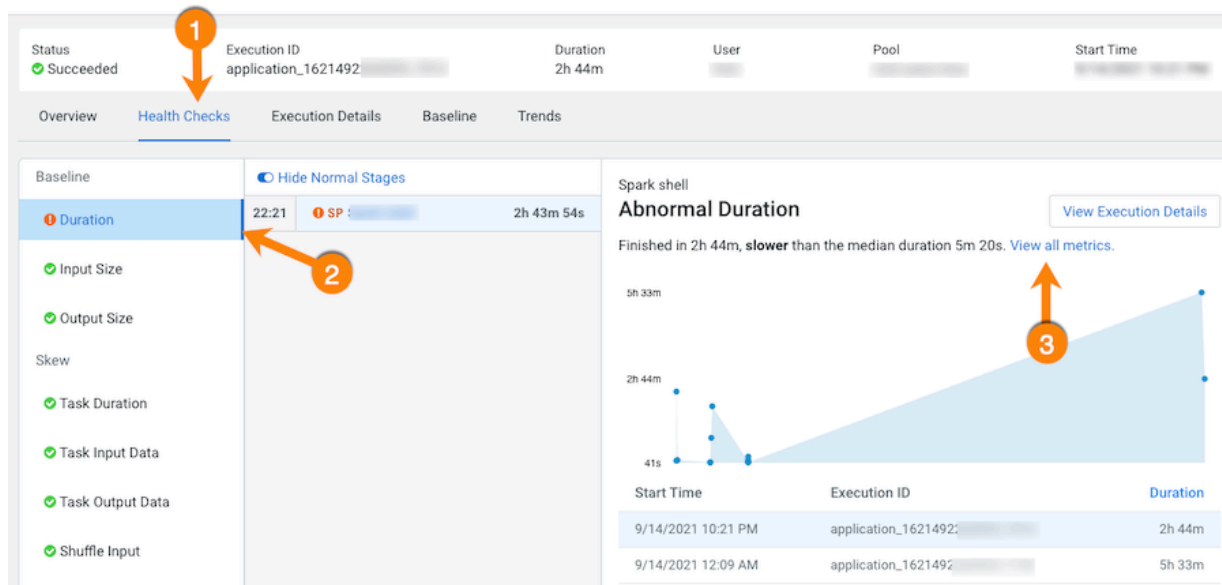 1
Status Execution ID Duration User Pool Start Time
Succeeded application_1621492 2h 44m
Overview Health Checks Execution Details Baseline Trends
Baseline
Hide Normal Stages
Duration
22:21 SP 2h 43m 54s
2
Input Size
Output Size
Skew
Task Duration
Task Input Data
Task Output Data
Shuffle Input
Spark shell
Abnormal Duration
View Execution Details
Finished in 2h 44m, slower than the median duration 5m 20s. View all metrics.
3
5h 33m
2h 44m
41s
Start Time Execution ID Duration
9/14/2021 10:21 PM application_1621492 2h 44m
9/14/2021 12:09 AM application_1621492 5h 33m